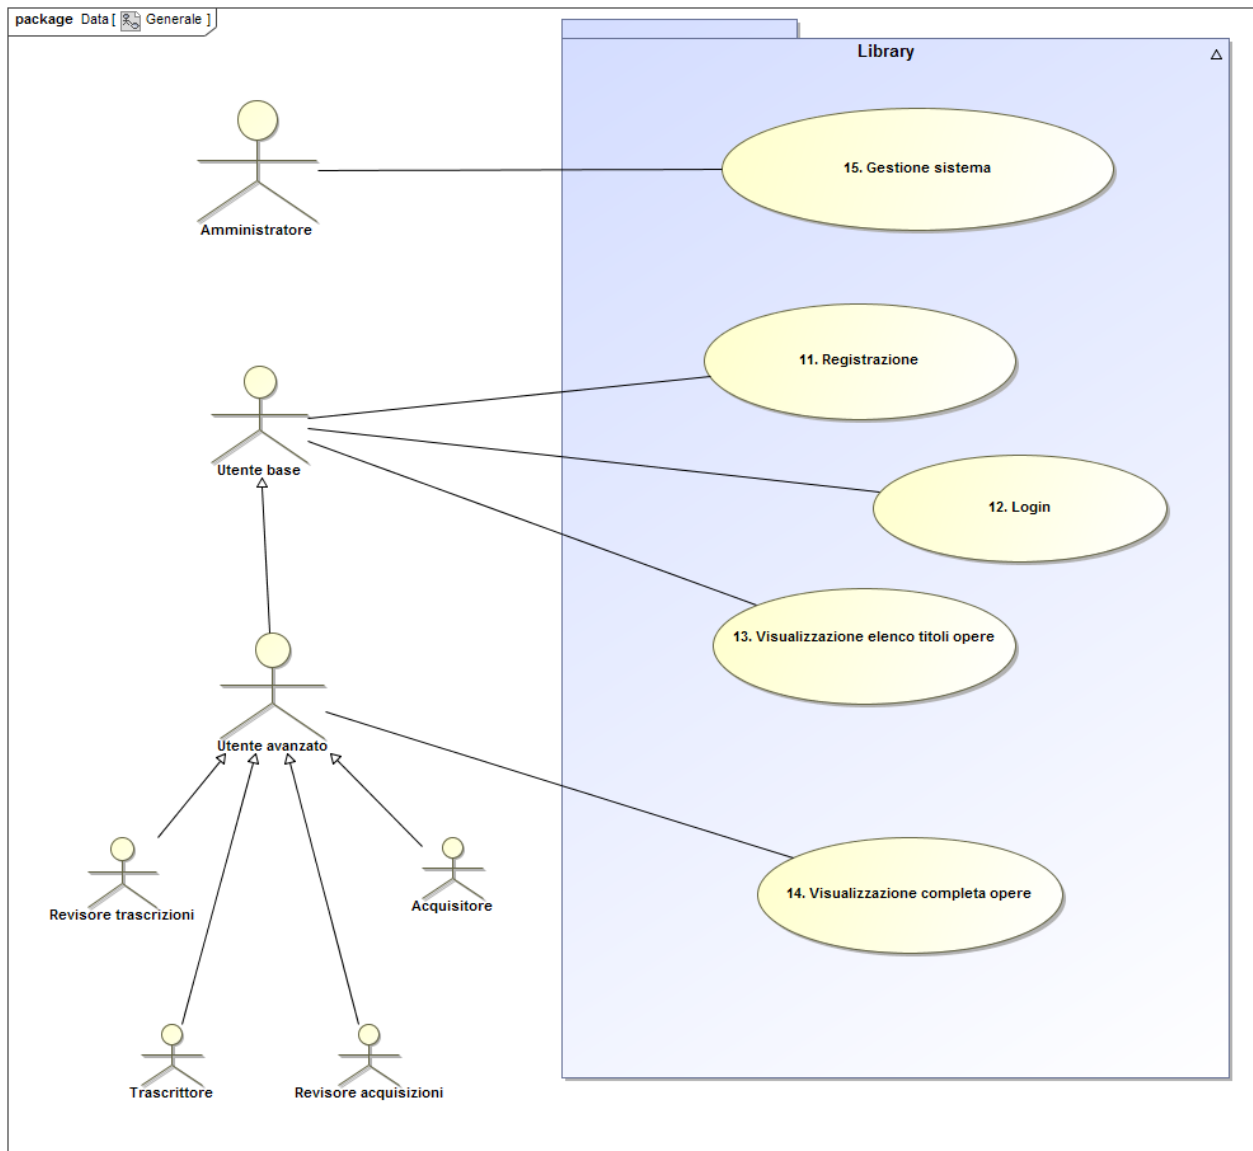 package Data [ Generale ]
Library
15. Gestione sistema
Amministratore
11. Registrazione
Utente base
12. Login
13. Visualizzazione elenco titoli opere
Utente avanzato
14. Visualizzazione completa opere
Revisore trascrizioni
Acquisitore
Trascrittore
Revisore acquisizioni